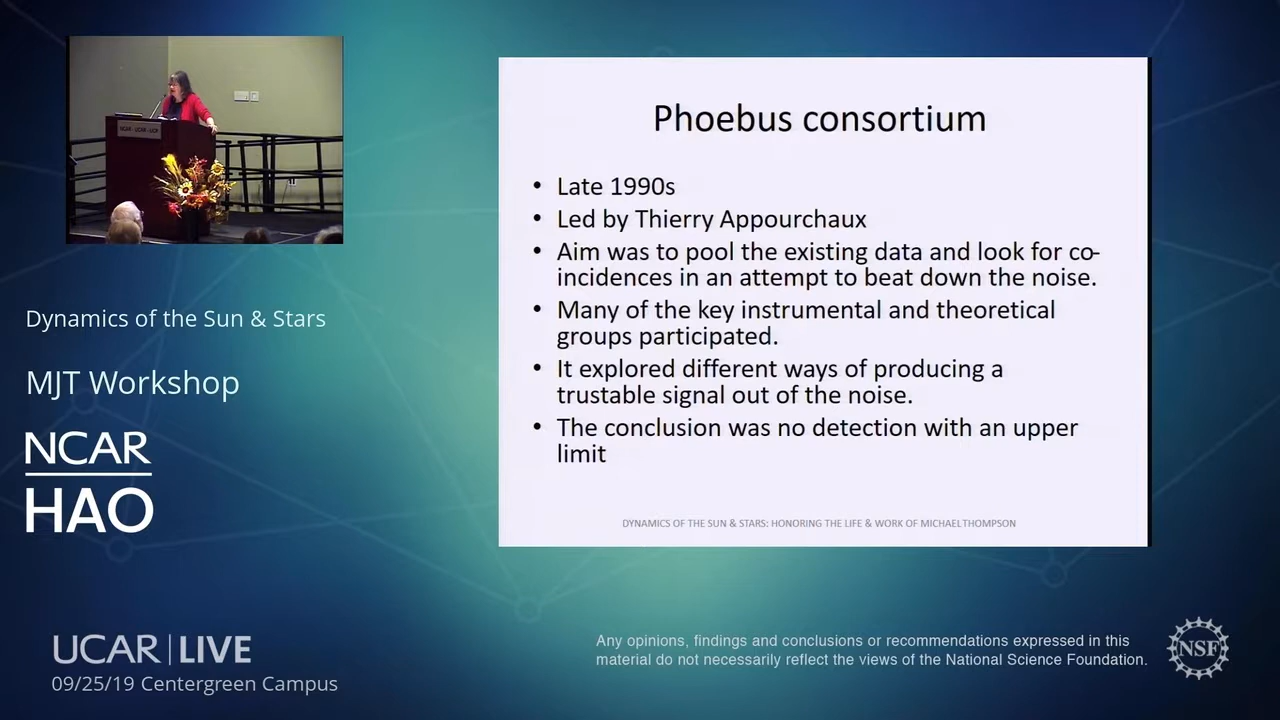 NCAR - UCAR - UCP
Dynamics of the Sun & Stars
MJT Workshop
NCAR
HAO
UCAR | LIVE
09/25/19 Centergreen Campus
Phoebus consortium
• Late 1990s
• Led by Thierry Appourchaux
• Aim was to pool the existing data and look for co-
incidences in an attempt to beat down the noise.
• Many of the key instrumental and theoretical
groups participated.
• It explored different ways of producing a
trustable signal out of the noise.
• The conclusion was no detection with an upper
limit
DYNAMICS OF THE SUN & STARS: HONORING THE LIFE & WORK OF MICHAEL THOMPSON
Any opinions, findings and conclusions or recommendations expressed in this
material do not necessarily reflect the views of the National Science Foundation.
NSF